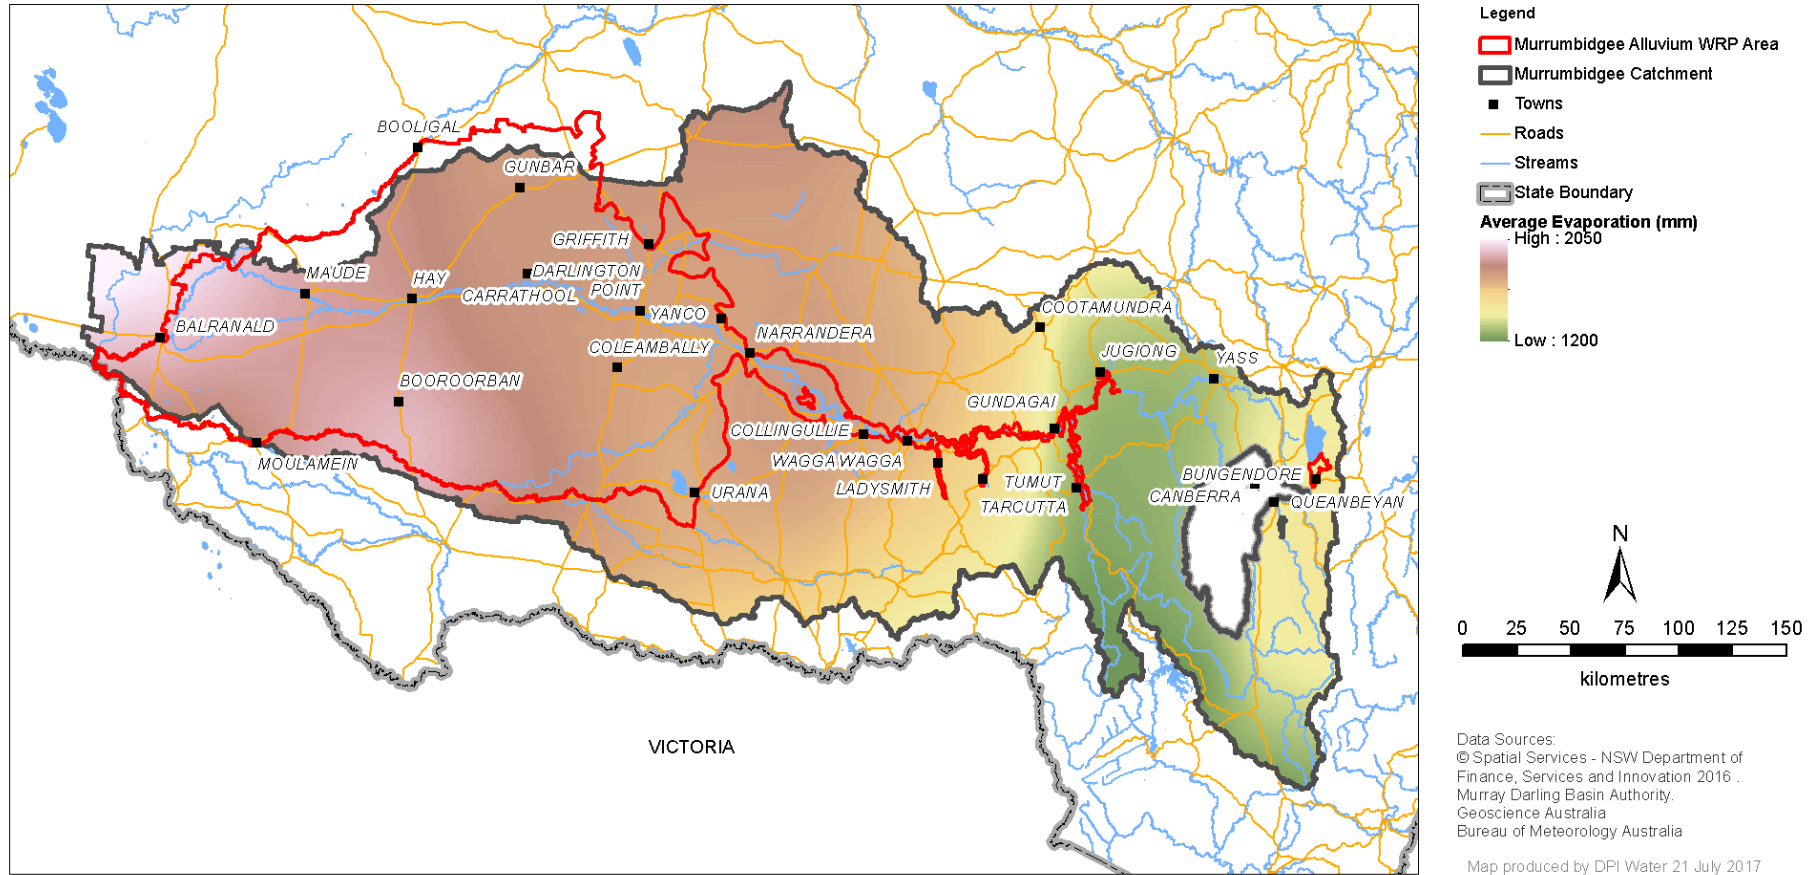 BOOLIGAL
GUNBAR
GRIFFITH
MAUDE
HAY
DARLINGTON
POINT
CARRATHOOL
YANCO
BALRANALD
NARRANDERA
COOTAMUNDRA
COLEAMBALLY
JUGIONG
YASS
BOOROORBAN
GUNDAGAI
COLLINGULLIE
MOULAMEIN
WAGGA WAGGA
LADYSMITH
URANA
TUMUT
TARCUTTA
BUNGENDORE
CANBERRA
QUEANBEYAN
VICTORIA
Legend
Murrumbidgee Alluvium WRP Area
Murrumbidgee Catchment
Towns
Roads
Streams
State Boundary
Average Evaporation (mm)
High : 2050
Low : 1200
N
0 25 50 75 100 125 150
kilometres
Data Sources:
© Spatial Services - NSW Department of
Finance, Services and Innovation 2016 .
Murray Darling Basin Authority.
Geoscience Australia
Bureau of Meteorology Australia
Map produced by DPI Water 21 July 2017